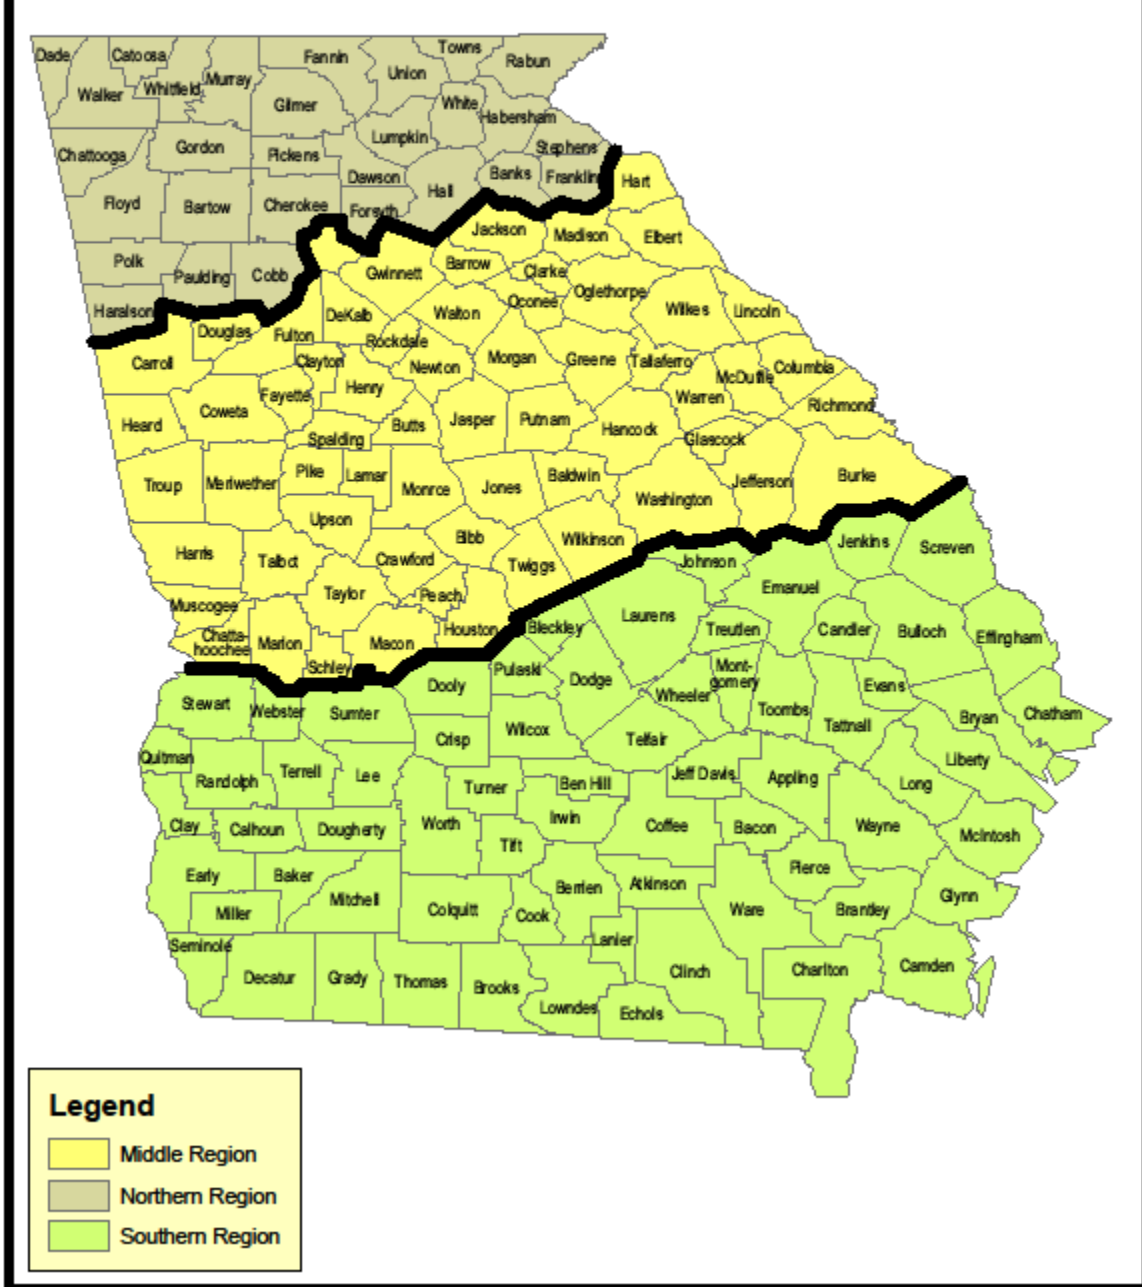 Dade
Catoosa
Fannin
Towns
Rabun
Union
Walker
Whitfield
Murray
Gilmer
White
Habersham
Lumpkin
Chattooga
Gordon
Pickens
Stephens
Dawson
Hall
Banks
Franklin
Hart
Floyd
Bartow
Cherokee
Forsyth
Jackson
Madison
Elbert
Polk
Paulding
Cobb
Gwinnett
Barrow
Clarke
Oglethorpe
Haralson
Douglas
Fulton
DeKalb
Walton
Oconee
Wilkes
Lincoln
Carroll
Clayton
Rockdale
Newton
Morgan
Greene
Taliaferro
McDuffie
Columbia
Heard
Coweta
Fayette
Henry
Butts
Jasper
Putnam
Hancock
Warren
Richmond
Spalding
Glascock
Troup
Meriwether
Pike
Lamar
Monroe
Jones
Baldwin
Washington
Jefferson
Burke
Upson
Bibb
Wilkinson
Harris
Talbot
Crawford
Twiggs
Johnson
Jenkins
Screven
Muscogee
Taylor
Peach
Laurens
Emanuel
Chatta-
hoochee
Marion
Schley
Macon
Houston
Bleckley
Treutlen
Candler
Bulloch
Effingham
Stewart
Webster
Sumter
Dooly
Pulaski
Dodge
Wheeler
Mont-
gomery
Toombs
Evans
Tattnall
Bryan
Chatham
Quitman
Randolph
Terrell
Lee
Crisp
Wilcox
Telfair
Jeff Davis
Appling
Long
Liberty
Clay
Calhoun
Dougherty
Worth
Turner
Ben Hill
Irwin
Coffee
Bacon
Wayne
McIntosh
Early
Baker
Mitchell
Tift
Berrien
Atkinson
Pierce
Glynn
Miller
Colquitt
Cook
Ware
Brantley
Seminole
Decatur
Grady
Thomas
Brooks
Lanier
Clinch
Charlton
Camden
Lowndes
Echols
Legend
Middle Region
Northern Region
Southern Region